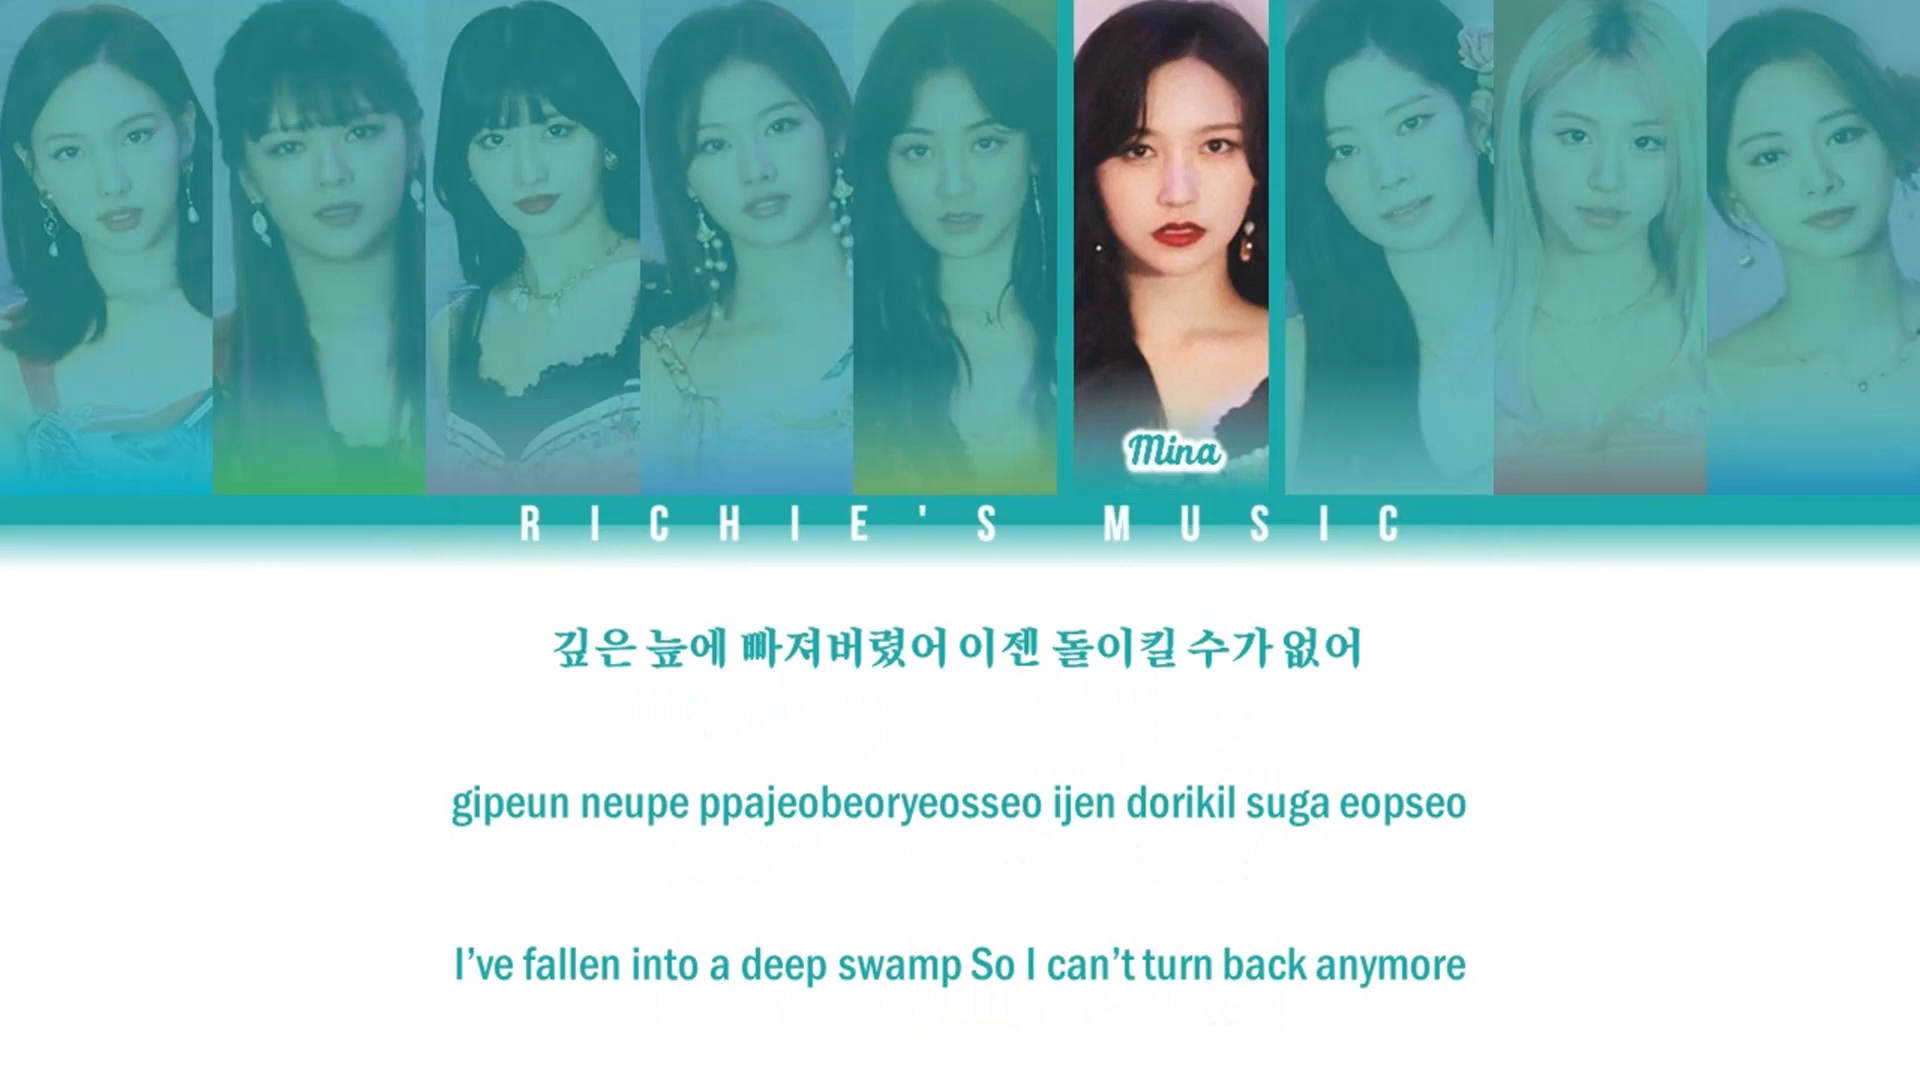 Mina
RICHIE'S MUSIC
깊은 늪에 빠져버렸어 이젠 돌이킬 수가 없어
gipeun neupe ppajeobeoryeosseo ijen dorikil suga eopseo
I’ve fallen into a deep swamp So I can’t turn back anymore